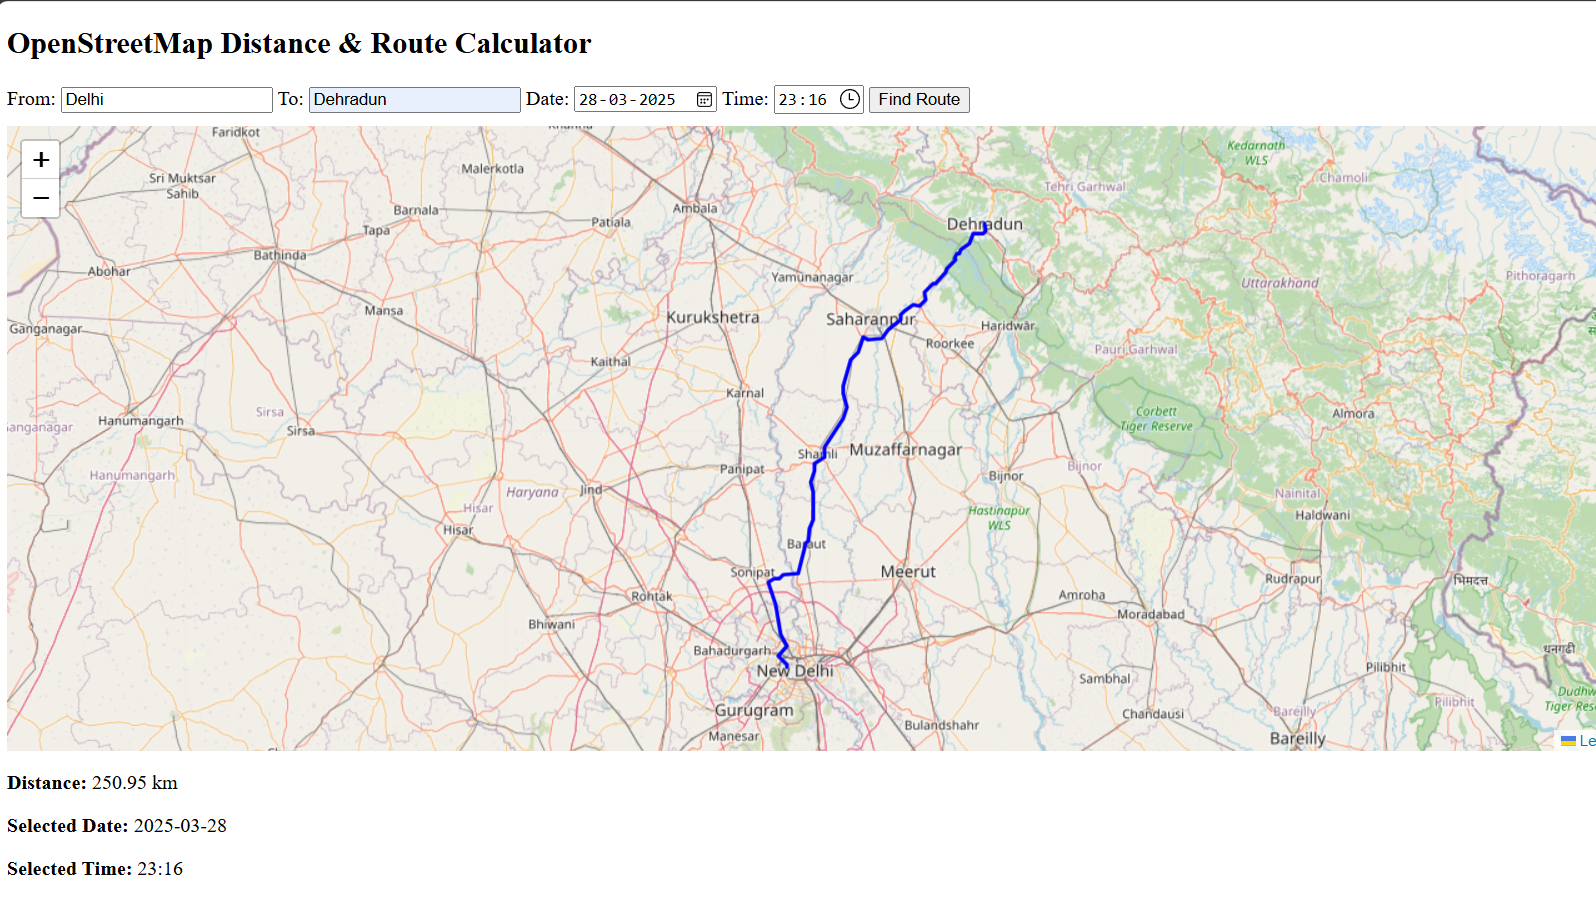 OpenStreetMap Distance & Route Calculator
From: Delhi To: Dehradun Date: 28-03-2025 Time: 23:16 Find Route
+
−
Faridkot
Kedarnath
WLS
Malerkotla
Sri Muktsar
Sahib
Chamoli
Tehri Garhwal
Barnala
Ambala
Patiala
Dehradun
Tapa
Bathinda
Abohar
Yamunanagar
Pithoragarh
Uttarakhand
Mansa
Kurukshetra
Saharanpur
Ganganagar
Haridwār
Roorkee
Pauri Garhwal
Kaithal
Karnal
Sirsa
Corbett
Tiger Reserve
Almora
Hanumangarh
Sirsa
anganagar
Shamli
Muzaffarnagar
Panipat
Bijnor
Hanumangarh
Bijnor
Haryana
Jind
Nainital
Hisar
Hastinapur
WLS
Haldwani
Hisar
Baraut
Sonipat
Meerut
Rudrapur
भिमदत्त
Rohtak
Amroha
Moradabad
Bhiwani
Bahadurgarh
धनगढी
New Delhi
Pilibhit
Sambhal
Dudhw
Tiger Res
Pilibhit
Gurugram
Chandausi
Bareilly
Bulandshahr
Manesar
Bareilly
Le
Distance: 250.95 km
Selected Date: 2025-03-28
Selected Time: 23:16